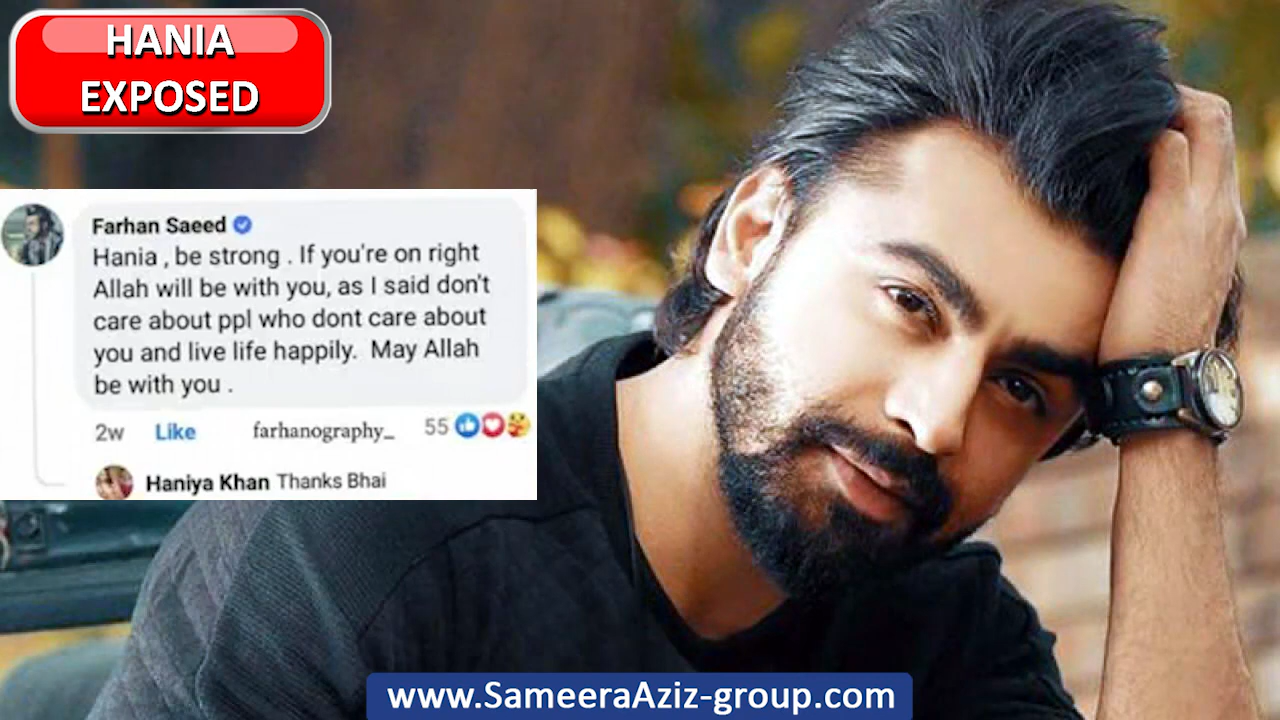 HANIA
EXPOSED
Farhan Saeed
Hania , be strong . If you're on right
Allah will be with you, as I said don't
care about ppl who dont care about
you and live life happily.  May Allah
be with you .
2w Like farhanography_ 55
Haniya Khan Thanks Bhai
www.SameeraAziz-group.com